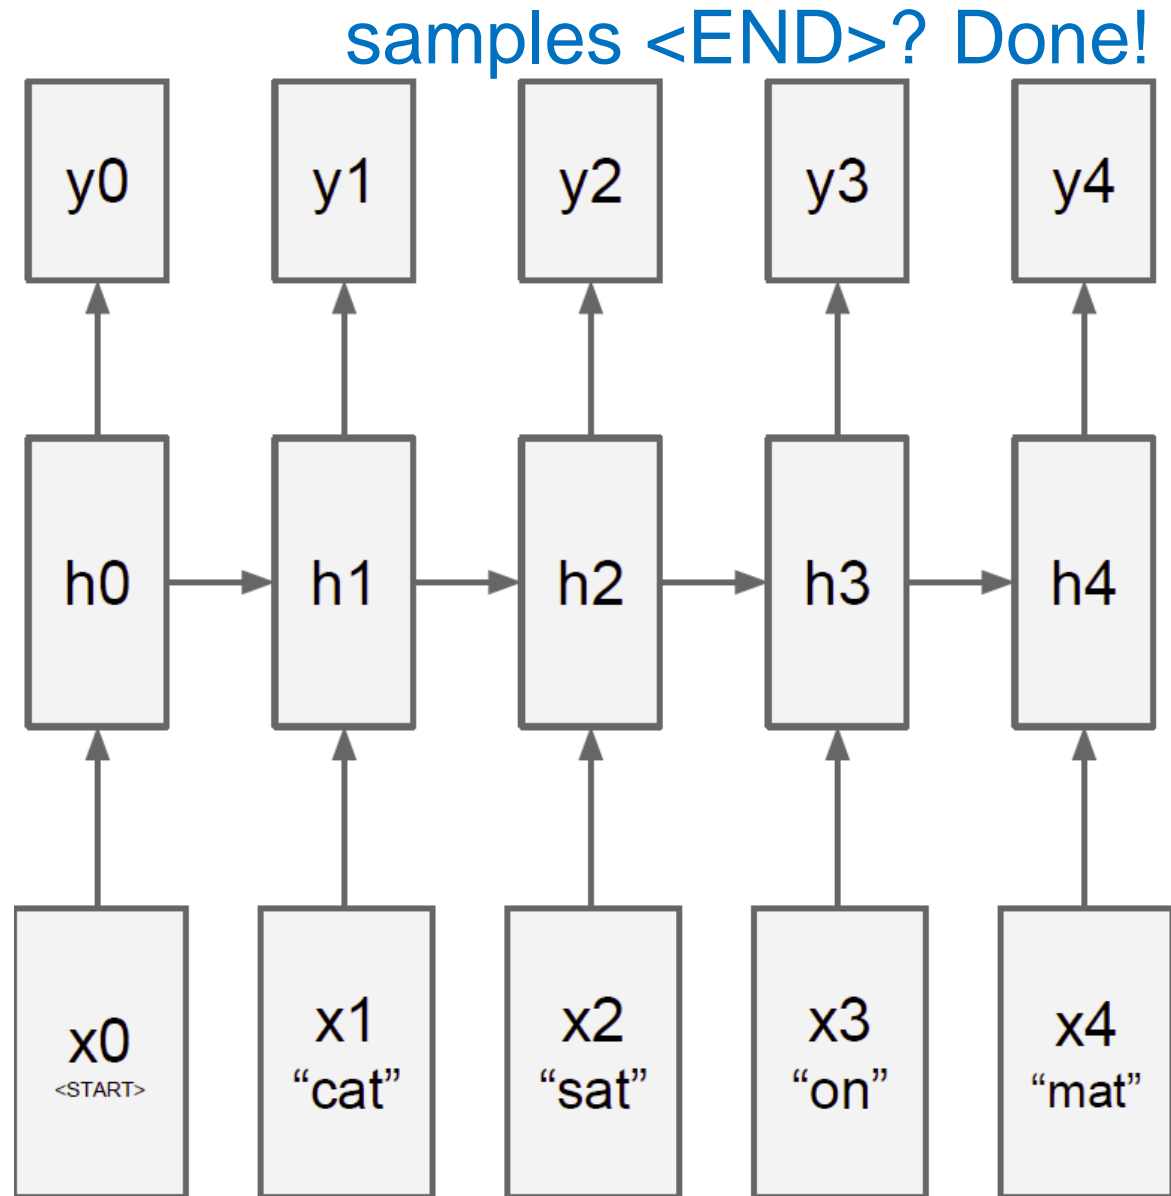 samples <END>? Done!
y0 y1 y2 y3 y4
h0 h1 h2 h3 h4
x0 x1 x2 x3 x4
<START> “cat” “sat” “on” “mat”